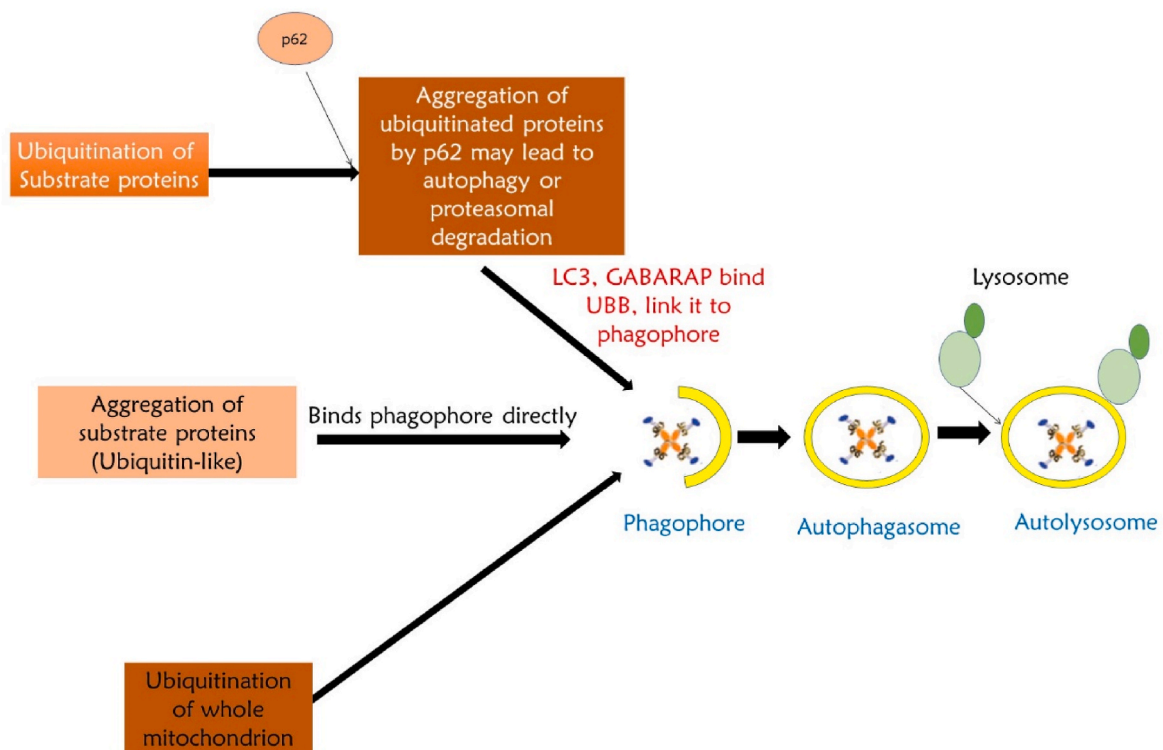 p62
Ubiquitination of
Substrate proteins
Aggregation of
ubiquitinated proteins
by p62 may lead to
autophagy or
proteasomal
degradation
LC3, GABARAP bind
UBB, link it to
phagophore
Lysosome
Aggregation of
substrate proteins
(Ubiquitin-like)
Binds phagophore directly
Phagophore
Autophagasome
Autolysosome
Ubiquitination
of whole
mitochondrion